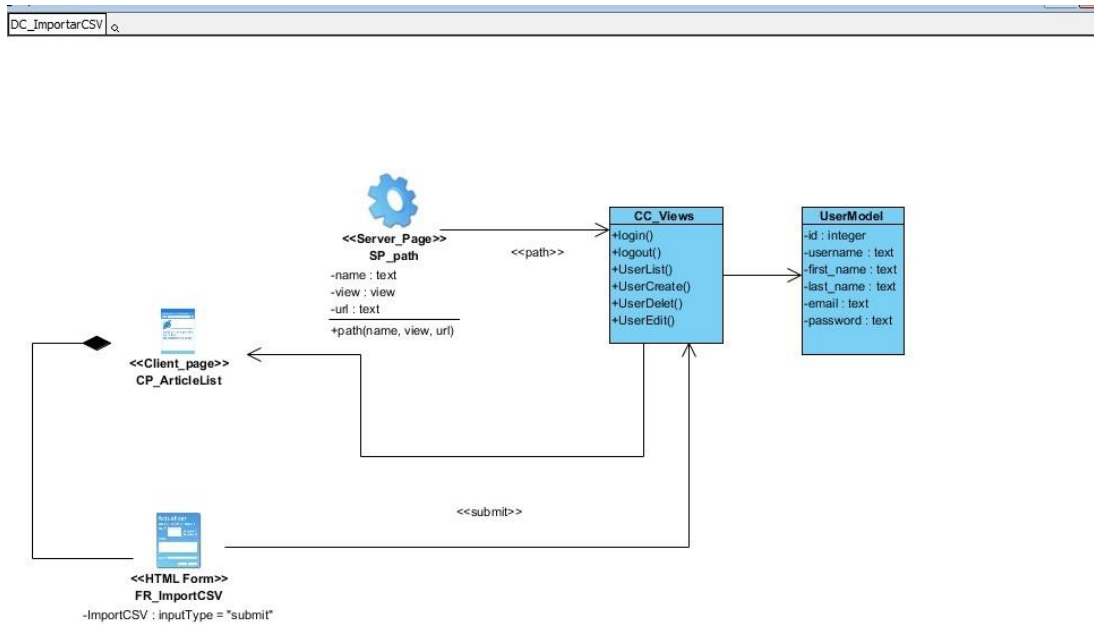 DC_ImportarCSV
<<Server_Page>>
SP_path
-name : text
-view : view
-url : text
+path(name, view, url)
<<path>>
CC_Views
+login()
+logout()
+UserList()
+UserCreate()
+UserDelet()
+UserEdit()
UserModel
-id : integer
-username : text
-first_name : text
-last_name : text
-email : text
-password : text
<<Client_page>>
CP_ArticleList
<<submit>>
<<HTML Form>>
FR_ImportCSV
-ImportCSV : inputType = "submit"